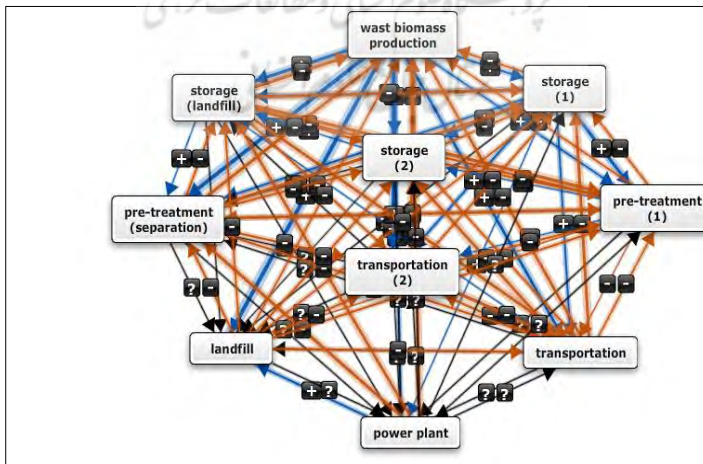 wast biomass
production
storage
(landfill)
storage
(1)
storage
(2)
pre-treatment
(separation)
pre-treatment
(1)
transportation
(2)
landfill
transportation
power plant